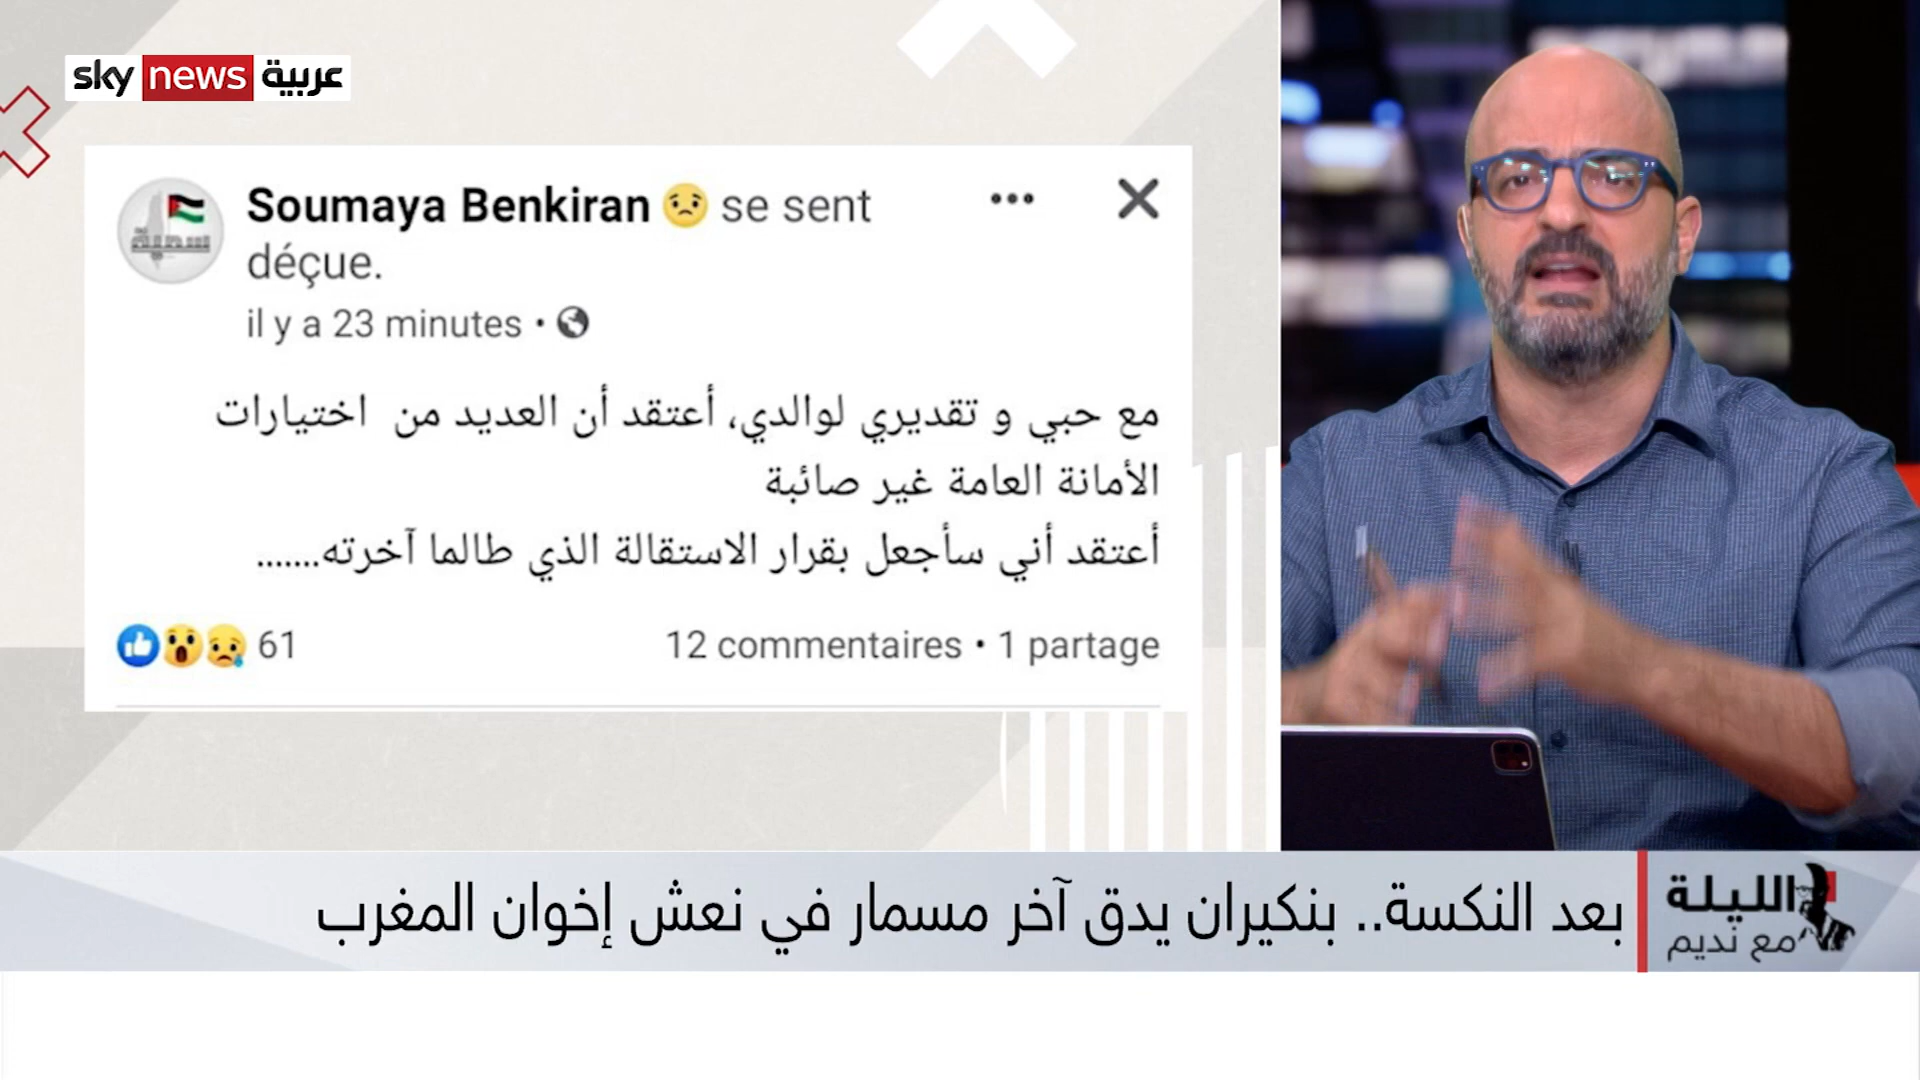 sky news عربية
Soumaya Benkiran 😟 se sent
déçue.
il y a 23 minutes •
مع حبي و تقديري لوالدي، أعتقد أن العديد من اختيارات
الأمانة العامة غير صائبة
أعتقد أني سأجعل بقرار الاستقالة الذي طالما آخرته.......
61
12 commentaires • 1 partage
بعد النكسة.. بنكيران يدق آخر مسمار في نعش إخوان المغرب
الليلة
مع نديم